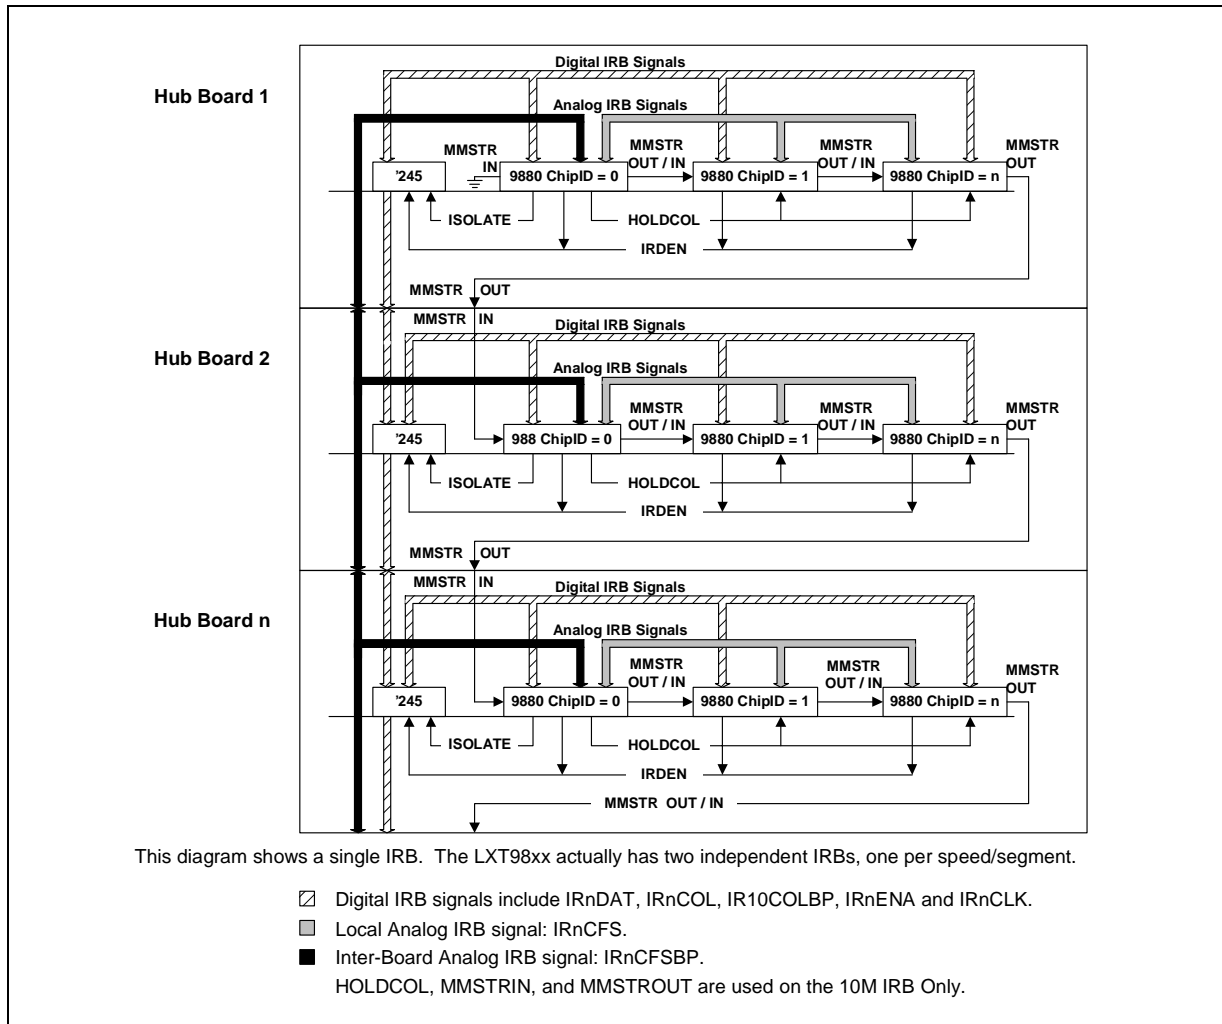 Hub Board 1
Digital IRB Signals
Analog IRB Signals
MMSTR IN
MMSTR OUT / IN
MMSTR OUT / IN
MMSTR OUT
'245
9880 ChipID = 0
9880 ChipID = 1
9880 ChipID = n
ISOLATE
HOLDCOL
IRDEN
MMSTR OUT
Hub Board 2
MMSTR IN
Digital IRB Signals
Analog IRB Signals
MMSTR OUT / IN
MMSTR OUT / IN
MMSTR OUT
'245
988 ChipID = 0
9880 ChipID = 1
9880 ChipID = n
ISOLATE
HOLDCOL
IRDEN
MMSTR OUT
Hub Board n
MMSTR IN
Digital IRB Signals
Analog IRB Signals
MMSTR OUT / IN
MMSTR OUT / IN
MMSTR OUT
'245
9880 ChipID = 0
9880 ChipID = 1
9880 ChipID = n
ISOLATE
HOLDCOL
IRDEN
MMSTR OUT / IN
This diagram shows a single IRB. The LXT98xx actually has two independent IRBs, one per speed/segment.
Digital IRB signals include IRnDAT, IRnCOL, IR10COLBP, IRnENA and IRnCLK.
Local Analog IRB signal: IRnCFS.
Inter-Board Analog IRB signal: IRnCFSBP.
HOLDCOL, MMSTRIN, and MMSTROUT are used on the 10M IRB Only.